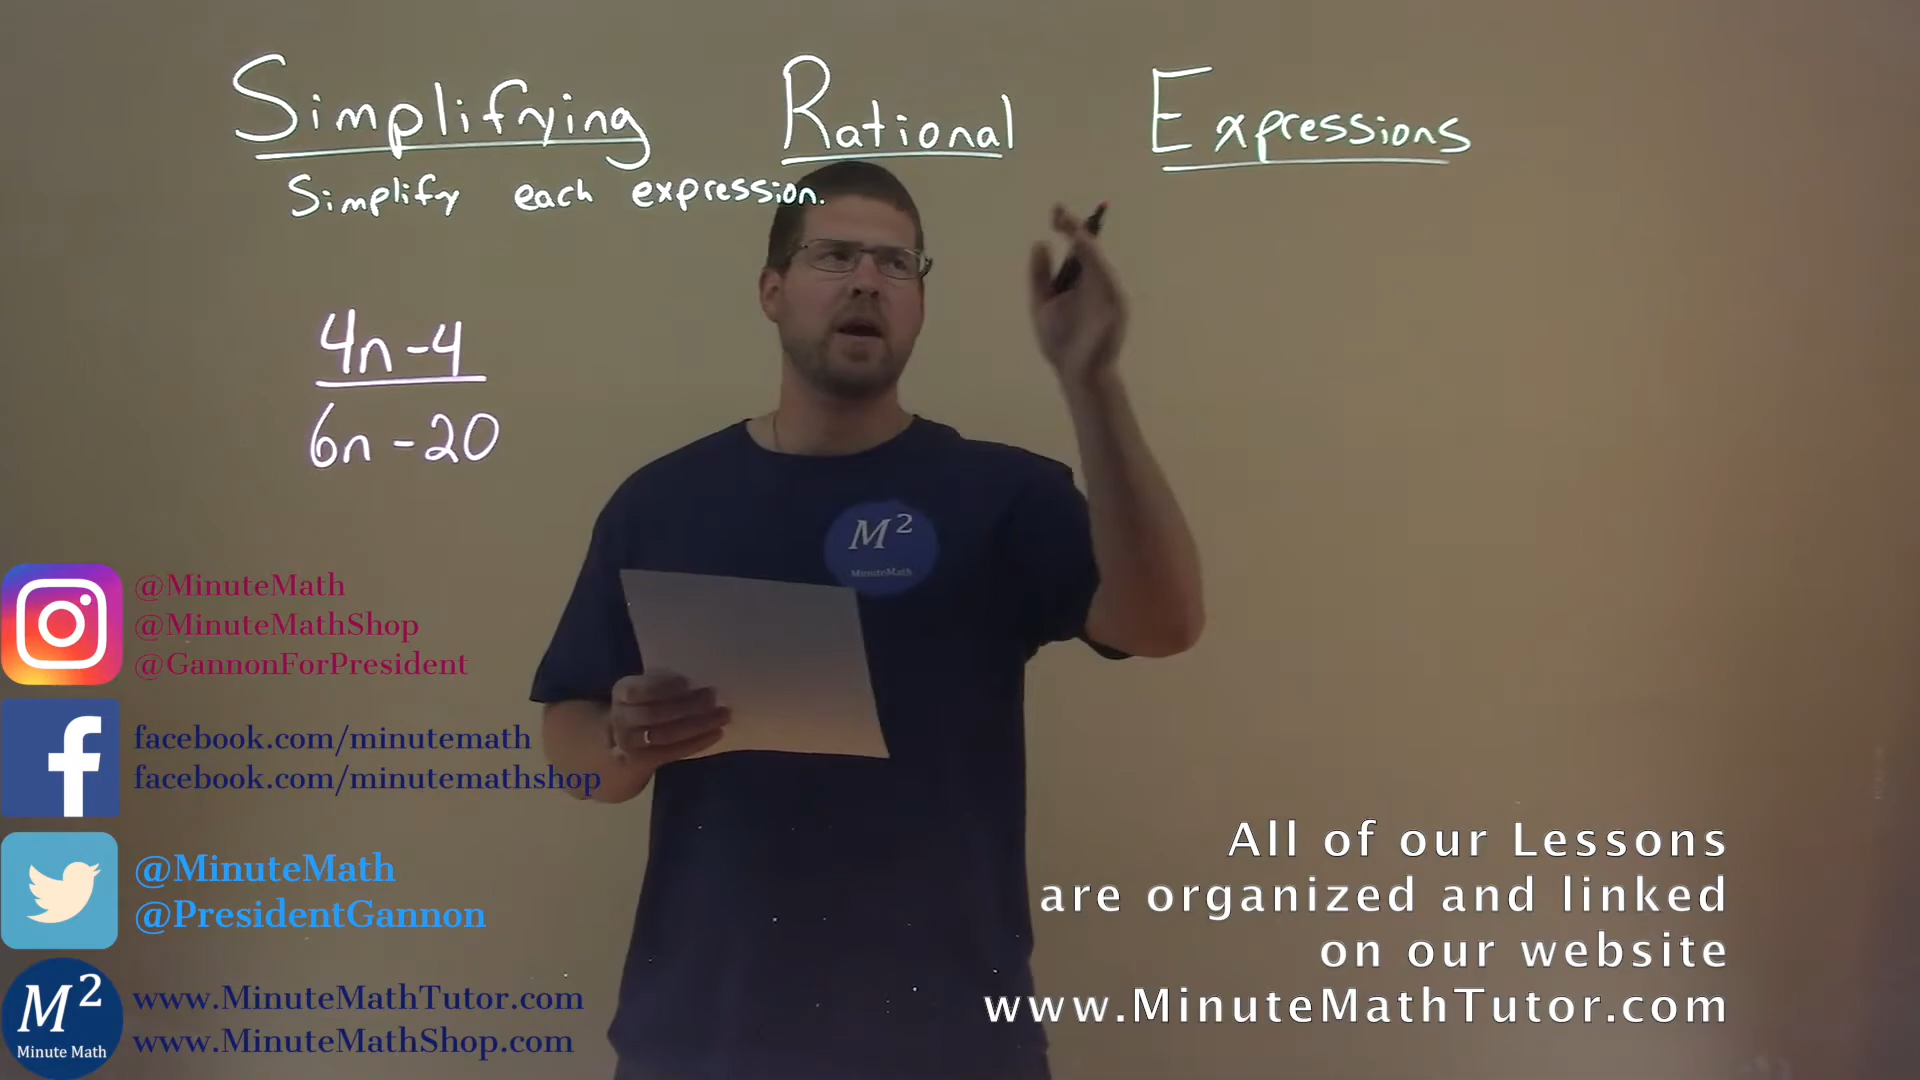 Simplifying Rational Expressions
Simplify each expression.
4n-4
6n-20
M²
MinuteMath
@MinuteMath
@MinuteMathShop
@GannonForPresident
facebook.com/minutemath
facebook.com/minutemathshop
@MinuteMath
@PresidentGannon
M²
Minute Math
www.MinuteMathTutor.com
www.MinuteMathShop.com
All of our Lessons
are organized and linked
on our website
www.MinuteMathTutor.com